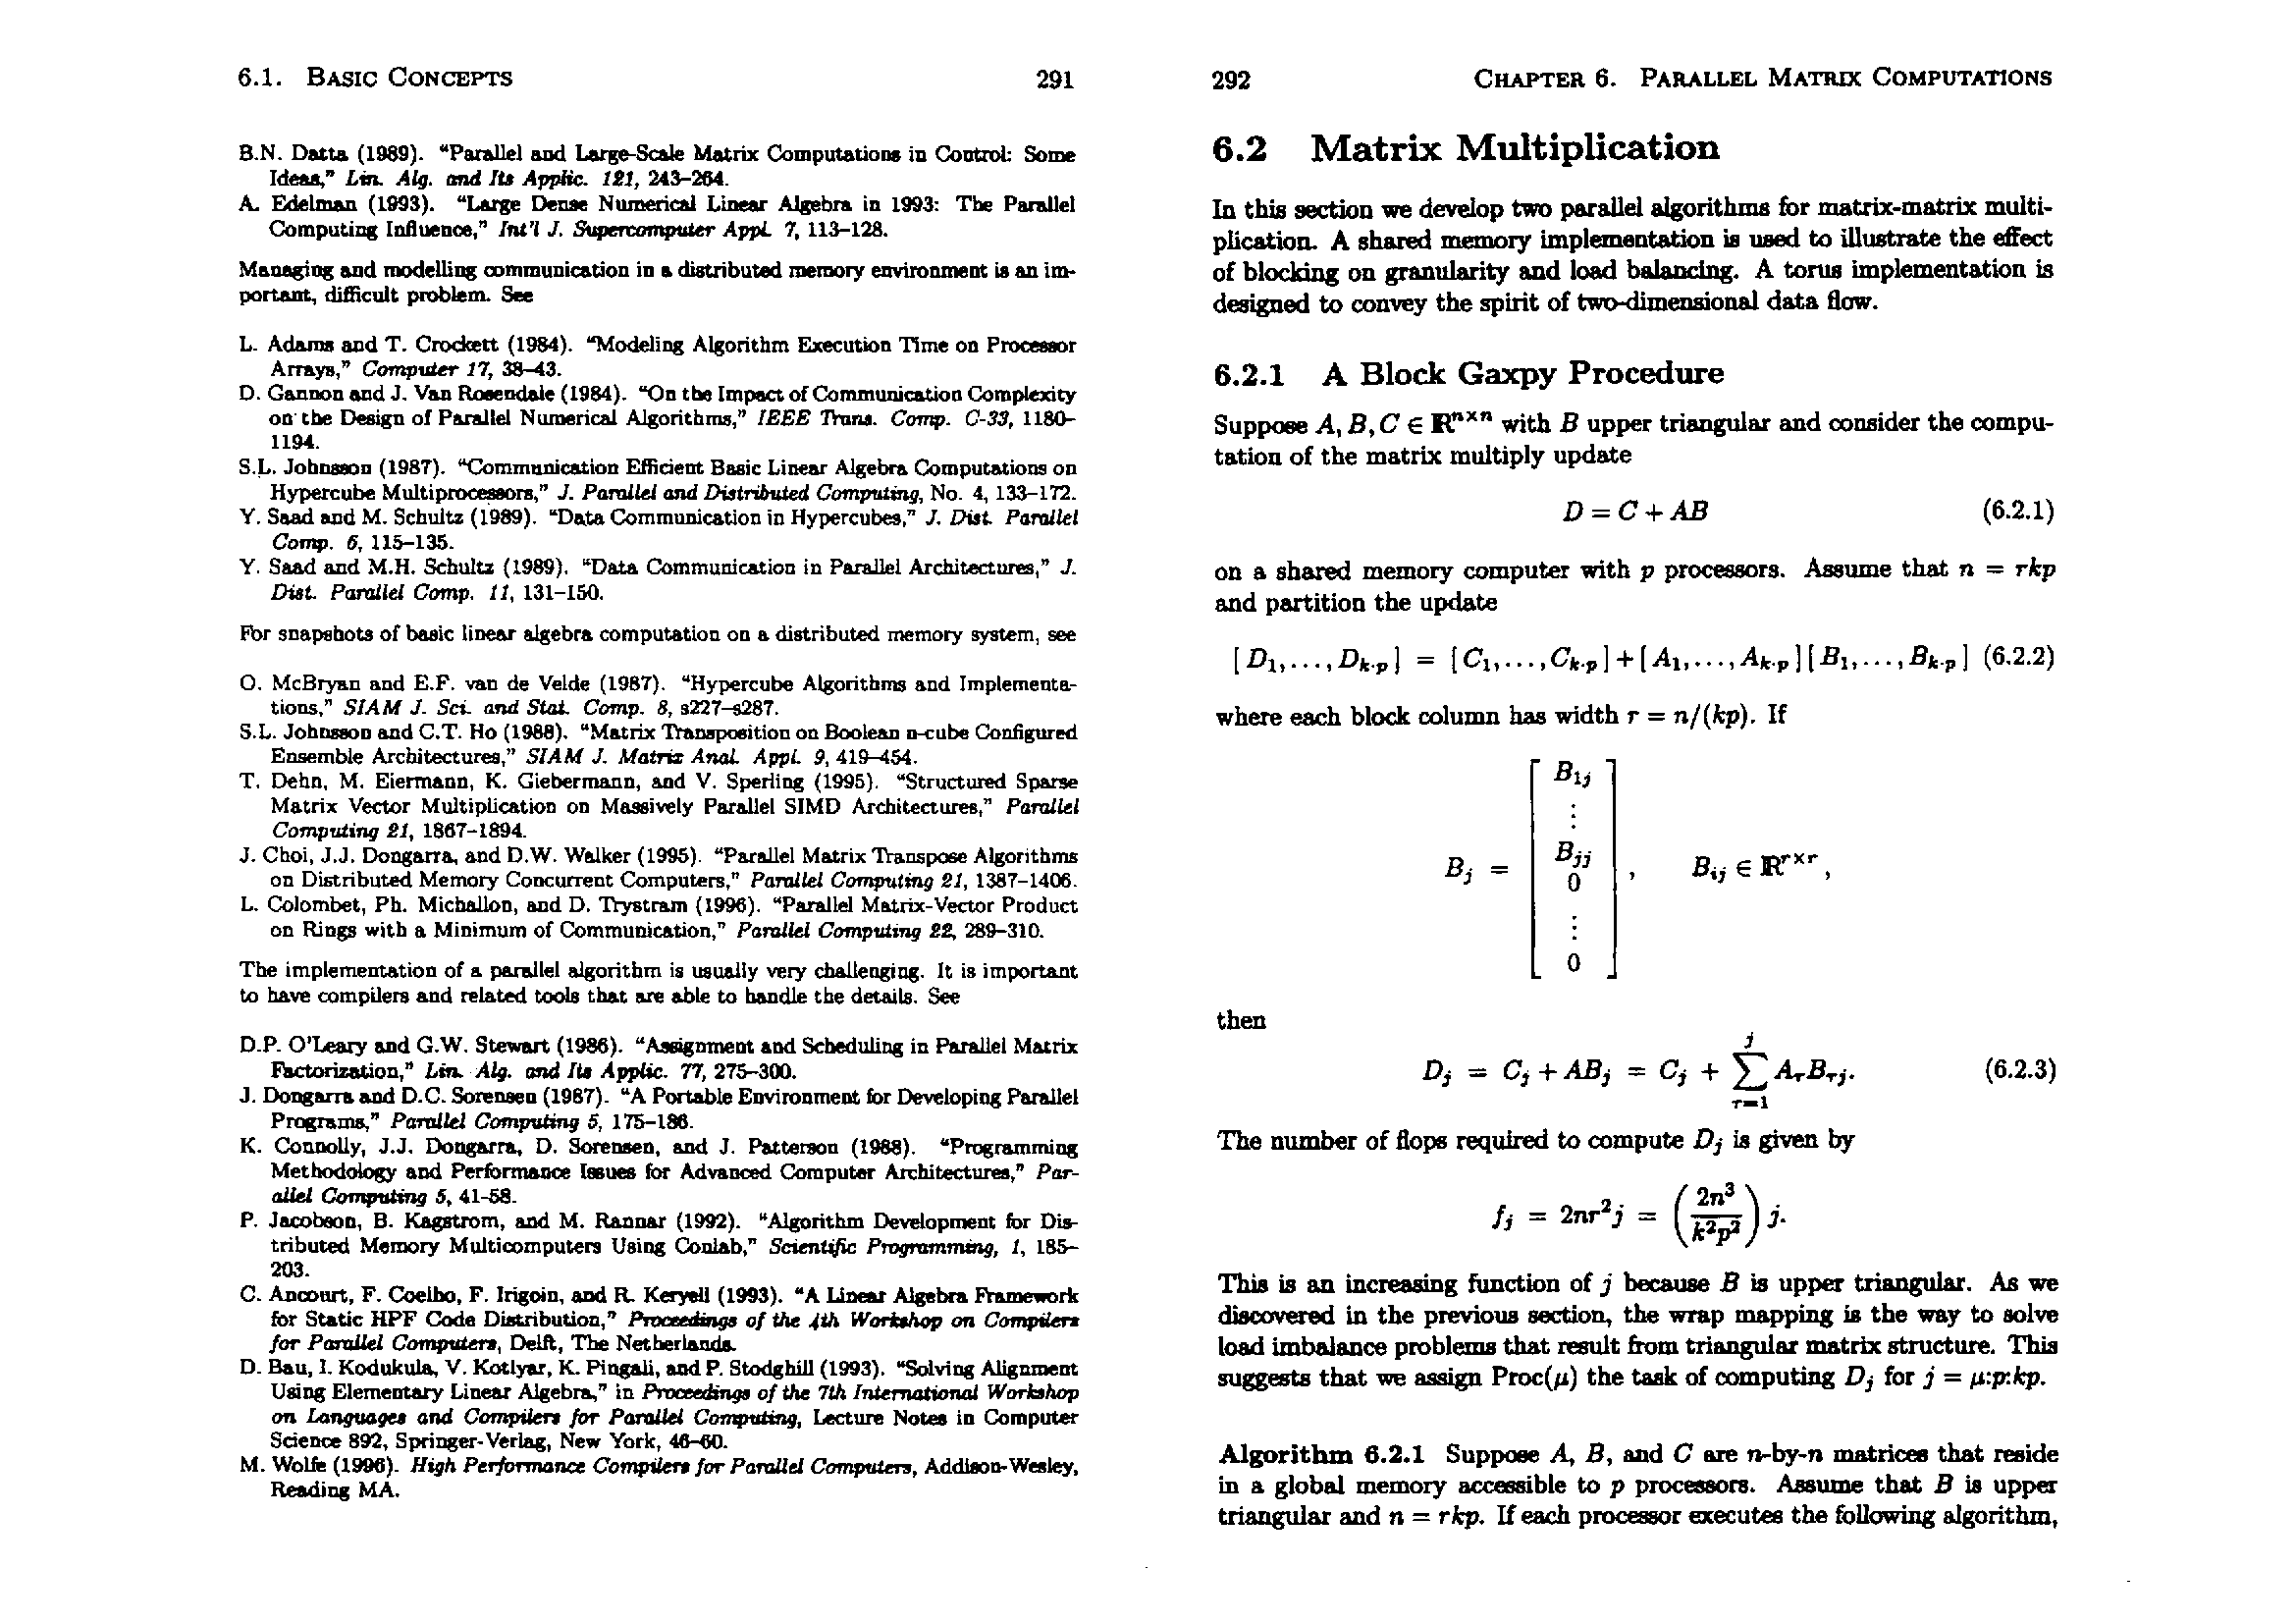 6.1. BASIC CONCEPTS 291
B.N. Datta (1989). “Parallel and Large-Scale Matrix Computations in Control: Some
Ideas,” Lin. Alg. and Its Applic. 121, 243–264.
A. Edelman (1993). “Large Dense Numerical Linear Algebra in 1993: The Parallel
Computing Influence,” Int'l J. Supercomputer Appl. 7, 113–128.
Managing and modelling communication in a distributed memory environment is an im-
portant, difficult problem. See
L. Adams and T. Crockett (1984). “Modeling Algorithm Execution Time on Processor
Arrays,” Computer 17, 38–43.
D. Gannon and J. Van Rosendale (1984). “On the Impact of Communication Complexity
on the Design of Parallel Numerical Algorithms,” IEEE Trans. Comp. C-33, 1180–
1194.
S.L. Johnsson (1987). “Communication Efficient Basic Linear Algebra Computations on
Hypercube Multiprocessors,” J. Parallel and Distributed Computing, No. 4, 133–172.
Y. Saad and M. Schultz (1989). “Data Communication in Hypercubes,” J. Dist. Parallel
Comp. 6, 115–135.
Y. Saad and M.H. Schultz (1989). “Data Communication in Parallel Architectures,” J.
Dist. Parallel Comp. 11, 131–150.
For snapshots of basic linear algebra computation on a distributed memory system, see
O. McBryan and E.F. van de Velde (1987). “Hypercube Algorithms and Implementa-
tions,” SIAM J. Sci. and Stat. Comp. 8, s227–s287.
S.L. Johnsson and C.T. Ho (1988). “Matrix Transposition on Boolean n-cube Configured
Ensemble Architectures,” SIAM J. Matrix Anal. Appl. 9, 419–454.
T. Dehn, M. Eiermann, K. Giebermann, and V. Sperling (1995). “Structured Sparse
Matrix Vector Multiplication on Massively Parallel SIMD Architectures,” Parallel
Computing 21, 1867–1894.
J. Choi, J.J. Dongarra, and D.W. Walker (1995). “Parallel Matrix Transpose Algorithms
on Distributed Memory Concurrent Computers,” Parallel Computing 21, 1387–1406.
L. Colombet, Ph. Michallon, and D. Trystram (1996). “Parallel Matrix-Vector Product
on Rings with a Minimum of Communication,” Parallel Computing 22, 289–310.
The implementation of a parallel algorithm is usually very challenging. It is important
to have compilers and related tools that are able to handle the details. See
D.P. O'Leary and G.W. Stewart (1986). “Assignment and Scheduling in Parallel Matrix
Factorization,” Lin. Alg. and Its Applic. 77, 275–300.
J. Dongarra and D.C. Sorensen (1987). “A Portable Environment for Developing Parallel
Programs,” Parallel Computing 5, 175–186.
K. Connolly, J.J. Dongarra, D. Sorensen, and J. Patterson (1988). “Programming
Methodology and Performance Issues for Advanced Computer Architectures,” Par-
allel Computing 5, 41–58.
P. Jacobson, B. Kagstrom, and M. Rannar (1992). “Algorithm Development for Dis-
tributed Memory Multicomputers Using Conlab,” Scientific Programming, 1, 185–
203.
C. Ancourt, F. Coelho, F. Irigoin, and R. Keryell (1993). “A Linear Algebra Framework
for Static HPF Code Distribution,” Proceedings of the 4th Workshop on Compilers
for Parallel Computers, Delft, The Netherlands.
D. Bau, I. Kodukula, V. Kotlyar, K. Pingali, and P. Stodghill (1993). “Solving Alignment
Using Elementary Linear Algebra,” in Proceedings of the 7th International Workshop
on Languages and Compilers for Parallel Computing, Lecture Notes in Computer
Science 892, Springer-Verlag, New York, 46–60.
M. Wolfe (1996). High Performance Compilers for Parallel Computers, Addison-Wesley,
Reading MA.
292 CHAPTER 6. PARALLEL MATRIX COMPUTATIONS
6.2 Matrix Multiplication
In this section we develop two parallel algorithms for matrix-matrix multi-
plication. A shared memory implementation is used to illustrate the effect
of blocking on granularity and load balancing. A torus implementation is
designed to convey the spirit of two-dimensional data flow.
6.2.1 A Block Gaxpy Procedure
Suppose A, B, C ∈ ℝⁿˣⁿ with B upper triangular and consider the compu-
tation of the matrix multiply update
D = C + AB (6.2.1)
on a shared memory computer with p processors. Assume that n = rkp
and partition the update
[ D₁, . . . , D_{k·p} ] = [ C₁, . . . , C_{k·p} ] + [ A₁, . . . , A_{k·p} ] [ B₁, . . . , B_{k·p} ] (6.2.2)
where each block column has width r = n/(kp). If
B_j = [ B_{1j} ⋮ B_{jj} 0 ⋮ 0 ] , B_{ij} ∈ ℝ^{r×r} ,
then
D_j = C_j + AB_j = C_j + ∑_{τ=1}^{j} A_τ B_{τj}. (6.2.3)
The number of flops required to compute D_j is given by
f_j = 2nr²j = (2n³ / k²p²) j.
This is an increasing function of j because B is upper triangular. As we
discovered in the previous section, the wrap mapping is the way to solve
load imbalance problems that result from triangular matrix structure. This
suggests that we assign Proc(μ) the task of computing D_j for j = μ:p:kp.
Algorithm 6.2.1 Suppose A, B, and C are n-by-n matrices that reside
in a global memory accessible to p processors. Assume that B is upper
triangular and n = rkp. If each processor executes the following algorithm,